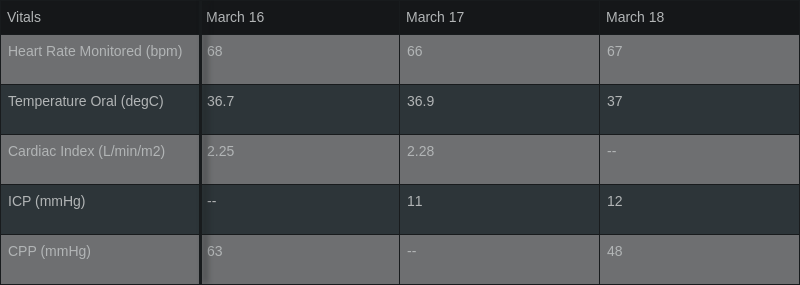 Vitals March 16 March 17 March 18
Heart Rate Monitored (bpm) 68 66 67
Temperature Oral (degC) 36.7 36.9 37
Cardiac Index (L/min/m2) 2.25 2.28 --
ICP (mmHg) -- 11 12
CPP (mmHg) 63 -- 48